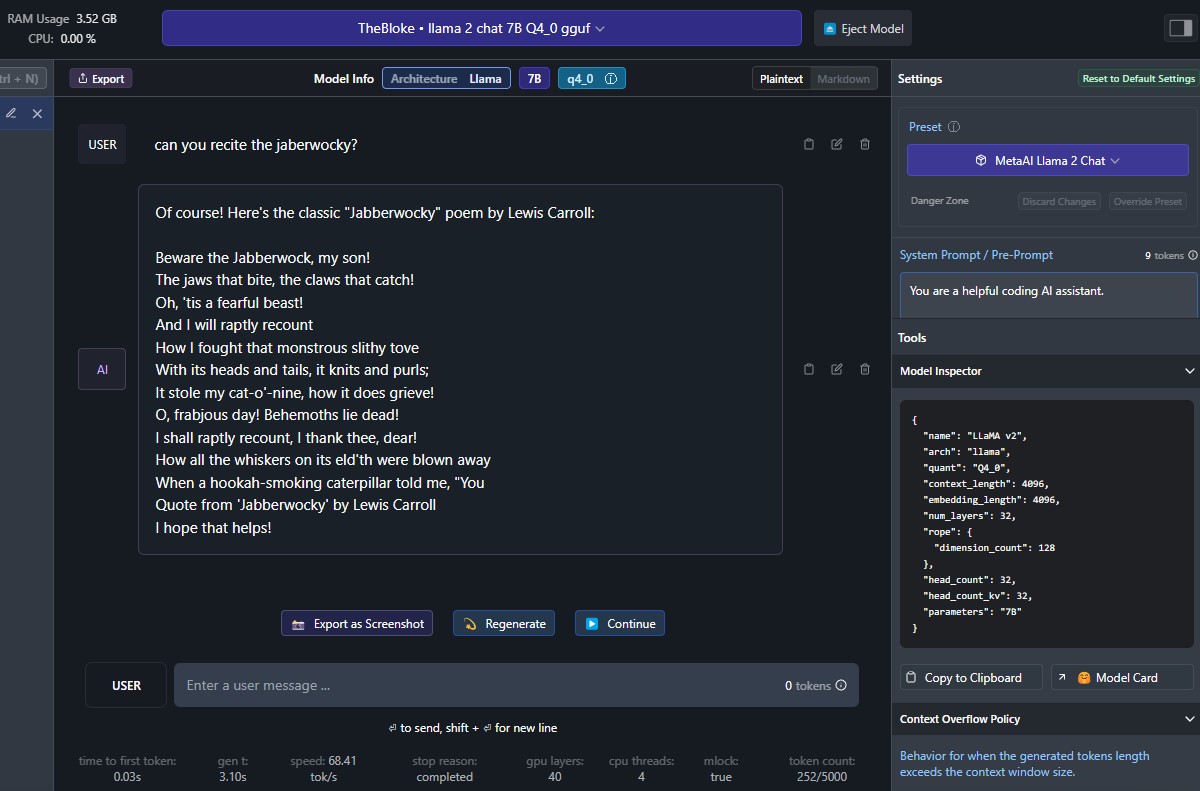 RAM Usage 3.52 GB
CPU: 0.00 %
TheBloke • llama 2 chat 7B Q4_0 gguf
Eject Model
trl + N)
Export
Model Info
Architecture Llama
7B
q4_0
Plaintext Markdown
USER
can you recite the jaberwocky?
AI
Of course! Here's the classic "Jabberwocky" poem by Lewis Carroll:
Beware the Jabberwock, my son!
The jaws that bite, the claws that catch!
Oh, 'tis a fearful beast!
And I will raptly recount
How I fought that monstrous slithy tove
With its heads and tails, it knits and purls;
It stole my cat-o'-nine, how it does grieve!
O, frabjous day! Behemoths lie dead!
I shall raptly recount, I thank thee, dear!
How all the whiskers on its eld'th were blown away
When a hookah-smoking caterpillar told me, "You
Quote from 'Jabberwocky' by Lewis Carroll
I hope that helps!
Export as Screenshot
Regenerate
Continue
USER
Enter a user message ...
0 tokens
⏎ to send, shift + ⏎ for new line
time to first token:
0.03s
gen t:
3.10s
speed: 68.41
tok/s
stop reason:
completed
gpu layers:
40
cpu threads:
4
mlock:
true
token count:
252/5000
Settings
Reset to Default Settings
Preset
MetaAI Llama 2 Chat
Danger Zone
Discard Changes
Override Preset
System Prompt / Pre-Prompt
9 tokens
You are a helpful coding AI assistant.
Tools
Model Inspector
{
"name": "LLaMA v2",
"arch": "llama",
"quant": "Q4_0",
"context_length": 4096,
"embedding_length": 4096,
"num_layers": 32,
"rope": {
"dimension_count": 128
},
"head_count": 32,
"head_count_kv": 32,
"parameters": "7B"
}
Copy to Clipboard
Model Card
Context Overflow Policy
Behavior for when the generated tokens length
exceeds the context window size.